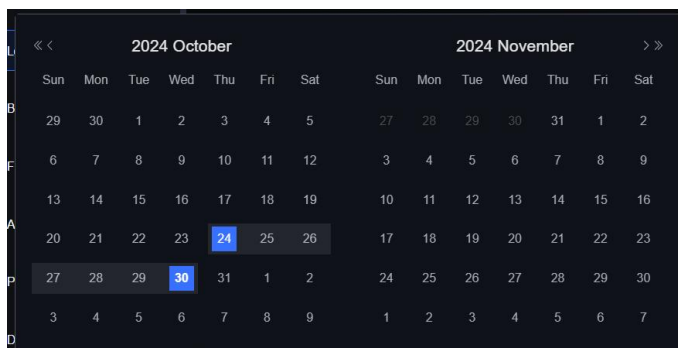 2024 October
Sun Mon Tue Wed Thu Fri Sat
29 30 1 2 3 4 5
6 7 8 9 10 11 12
13 14 15 16 17 18 19
20 21 22 23 24 25 26
27 28 29 30 31 1 2
3 4 5 6 7 8 9
2024 November
Sun Mon Tue Wed Thu Fri Sat
27 28 29 30 31 1 2
3 4 5 6 7 8 9
10 11 12 13 14 15 16
17 18 19 20 21 22 23
24 25 26 27 28 29 30
1 2 3 4 5 6 7